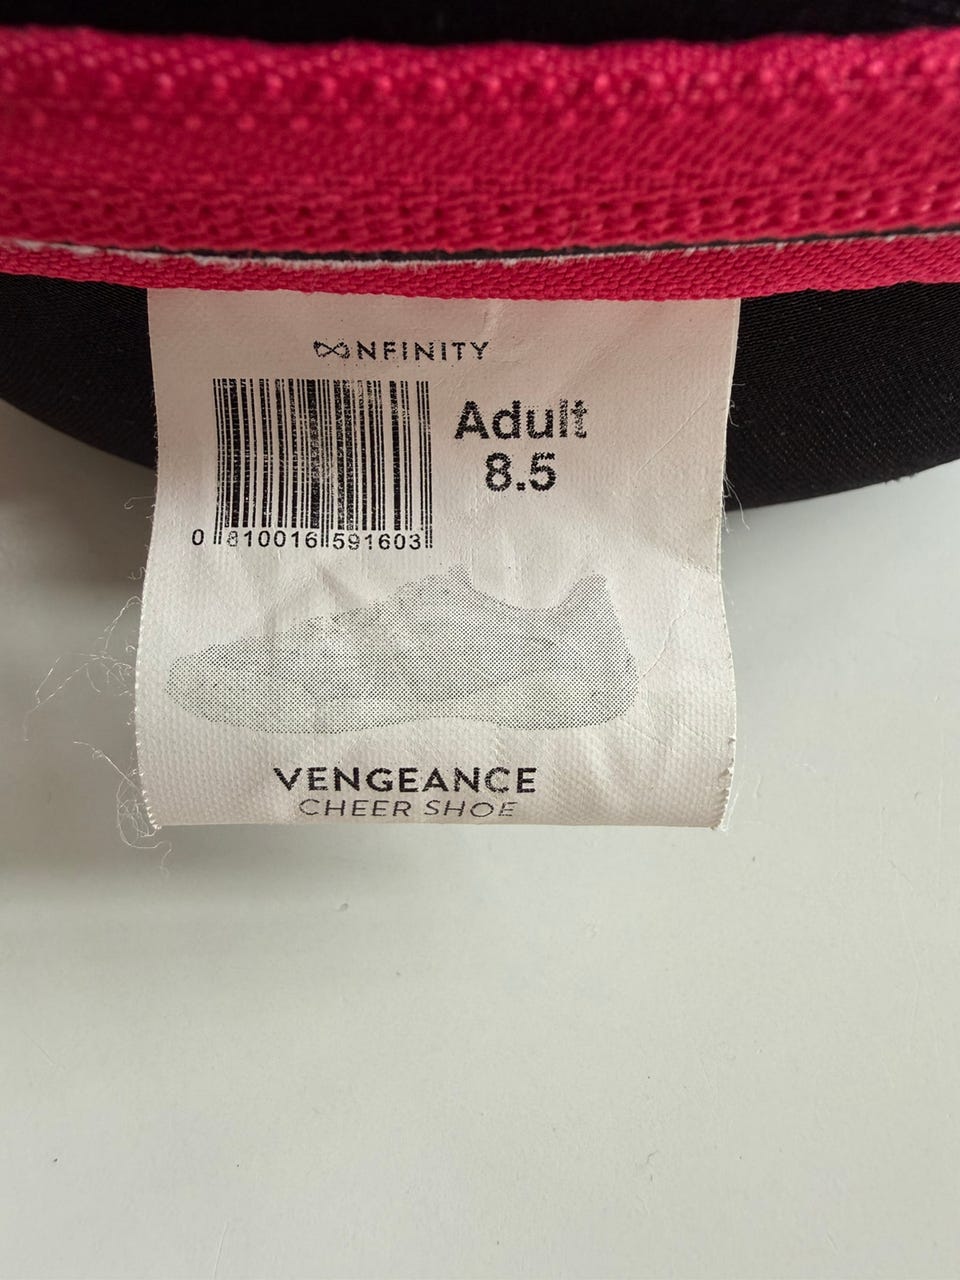 NFINITY
Adult
8.5
0 810016 591603
VENGEANCE
CHEER SHOE